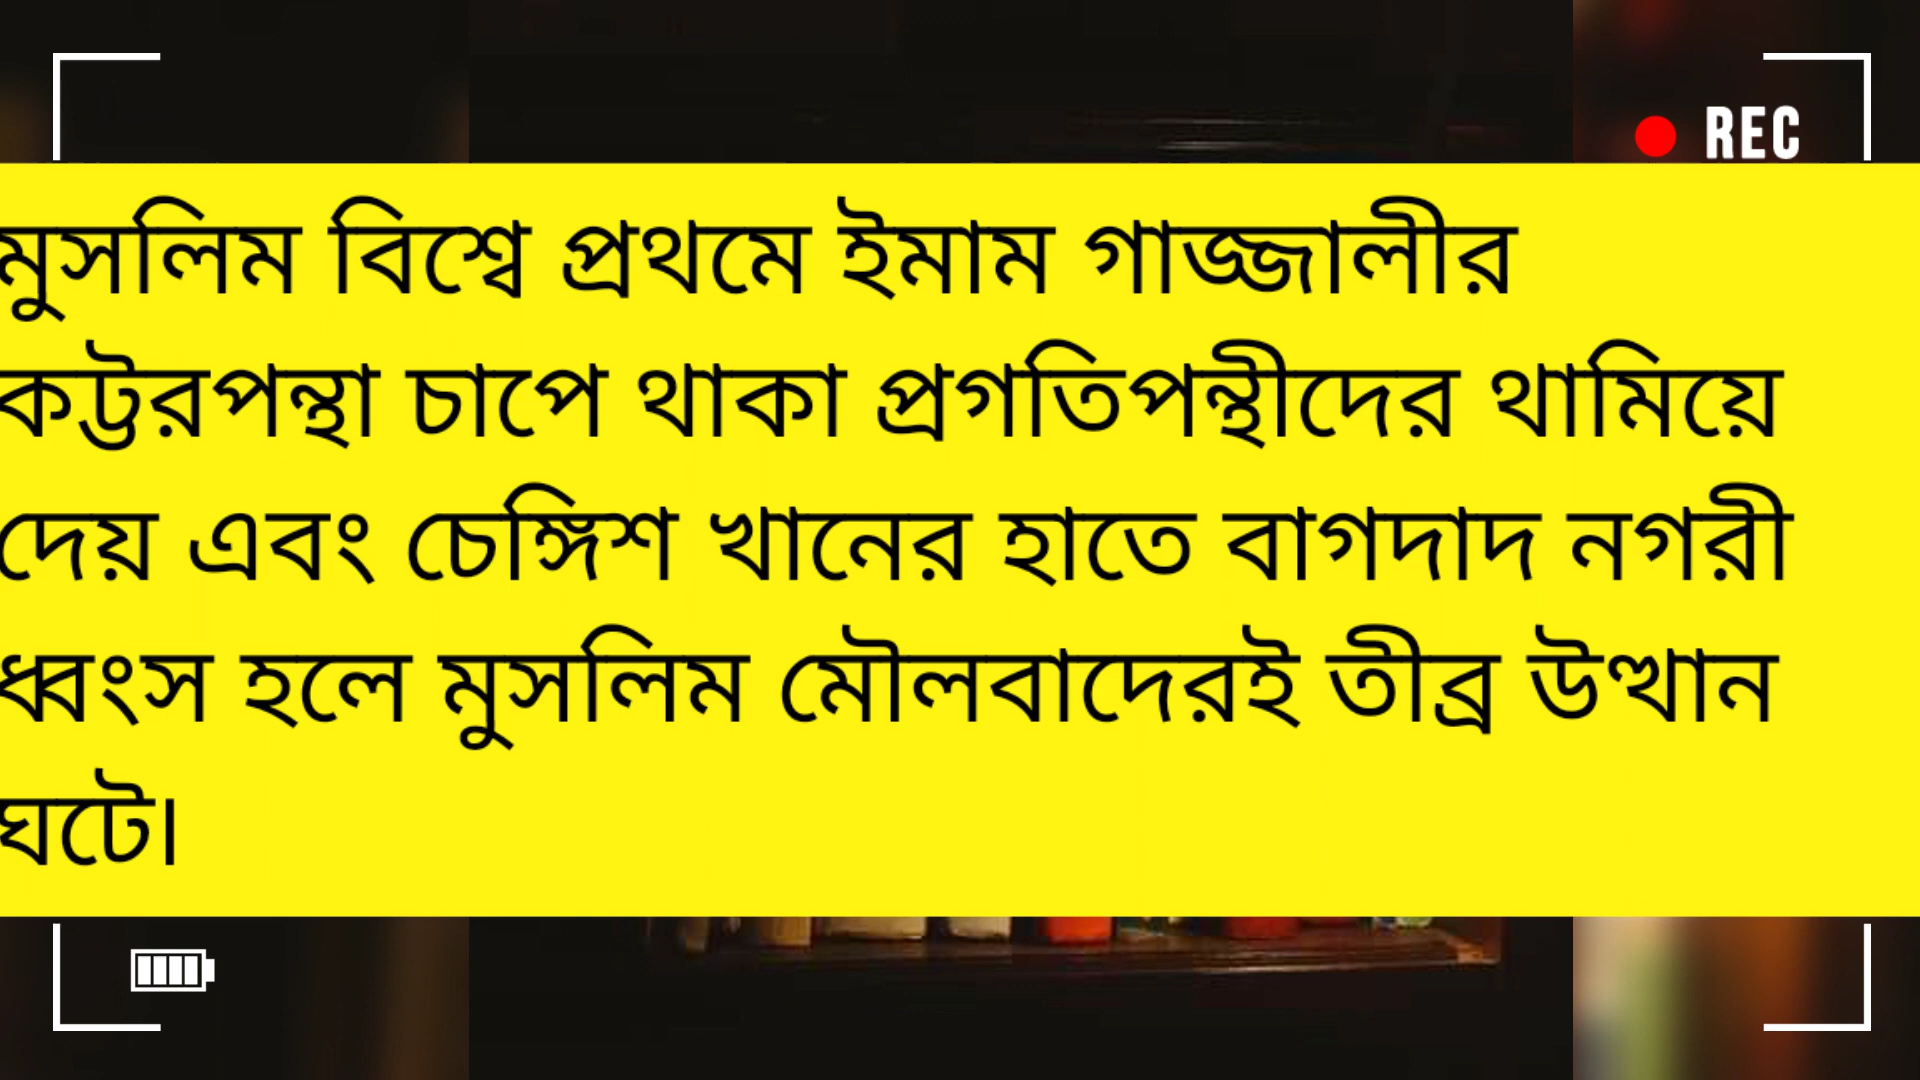 REC
মুসলিম বিশ্বে প্রথমে ইমাম গাজ্জালীর
কট্টরপন্থা চাপে থাকা প্রগতিপন্থীদের থামিয়ে
দেয় এবং চেঙ্গিশ খানের হাতে বাগদাদ নগরী
ধ্বংস হলে মুসলিম মৌলবাদেরই তীব্র উত্থান
ঘটে।